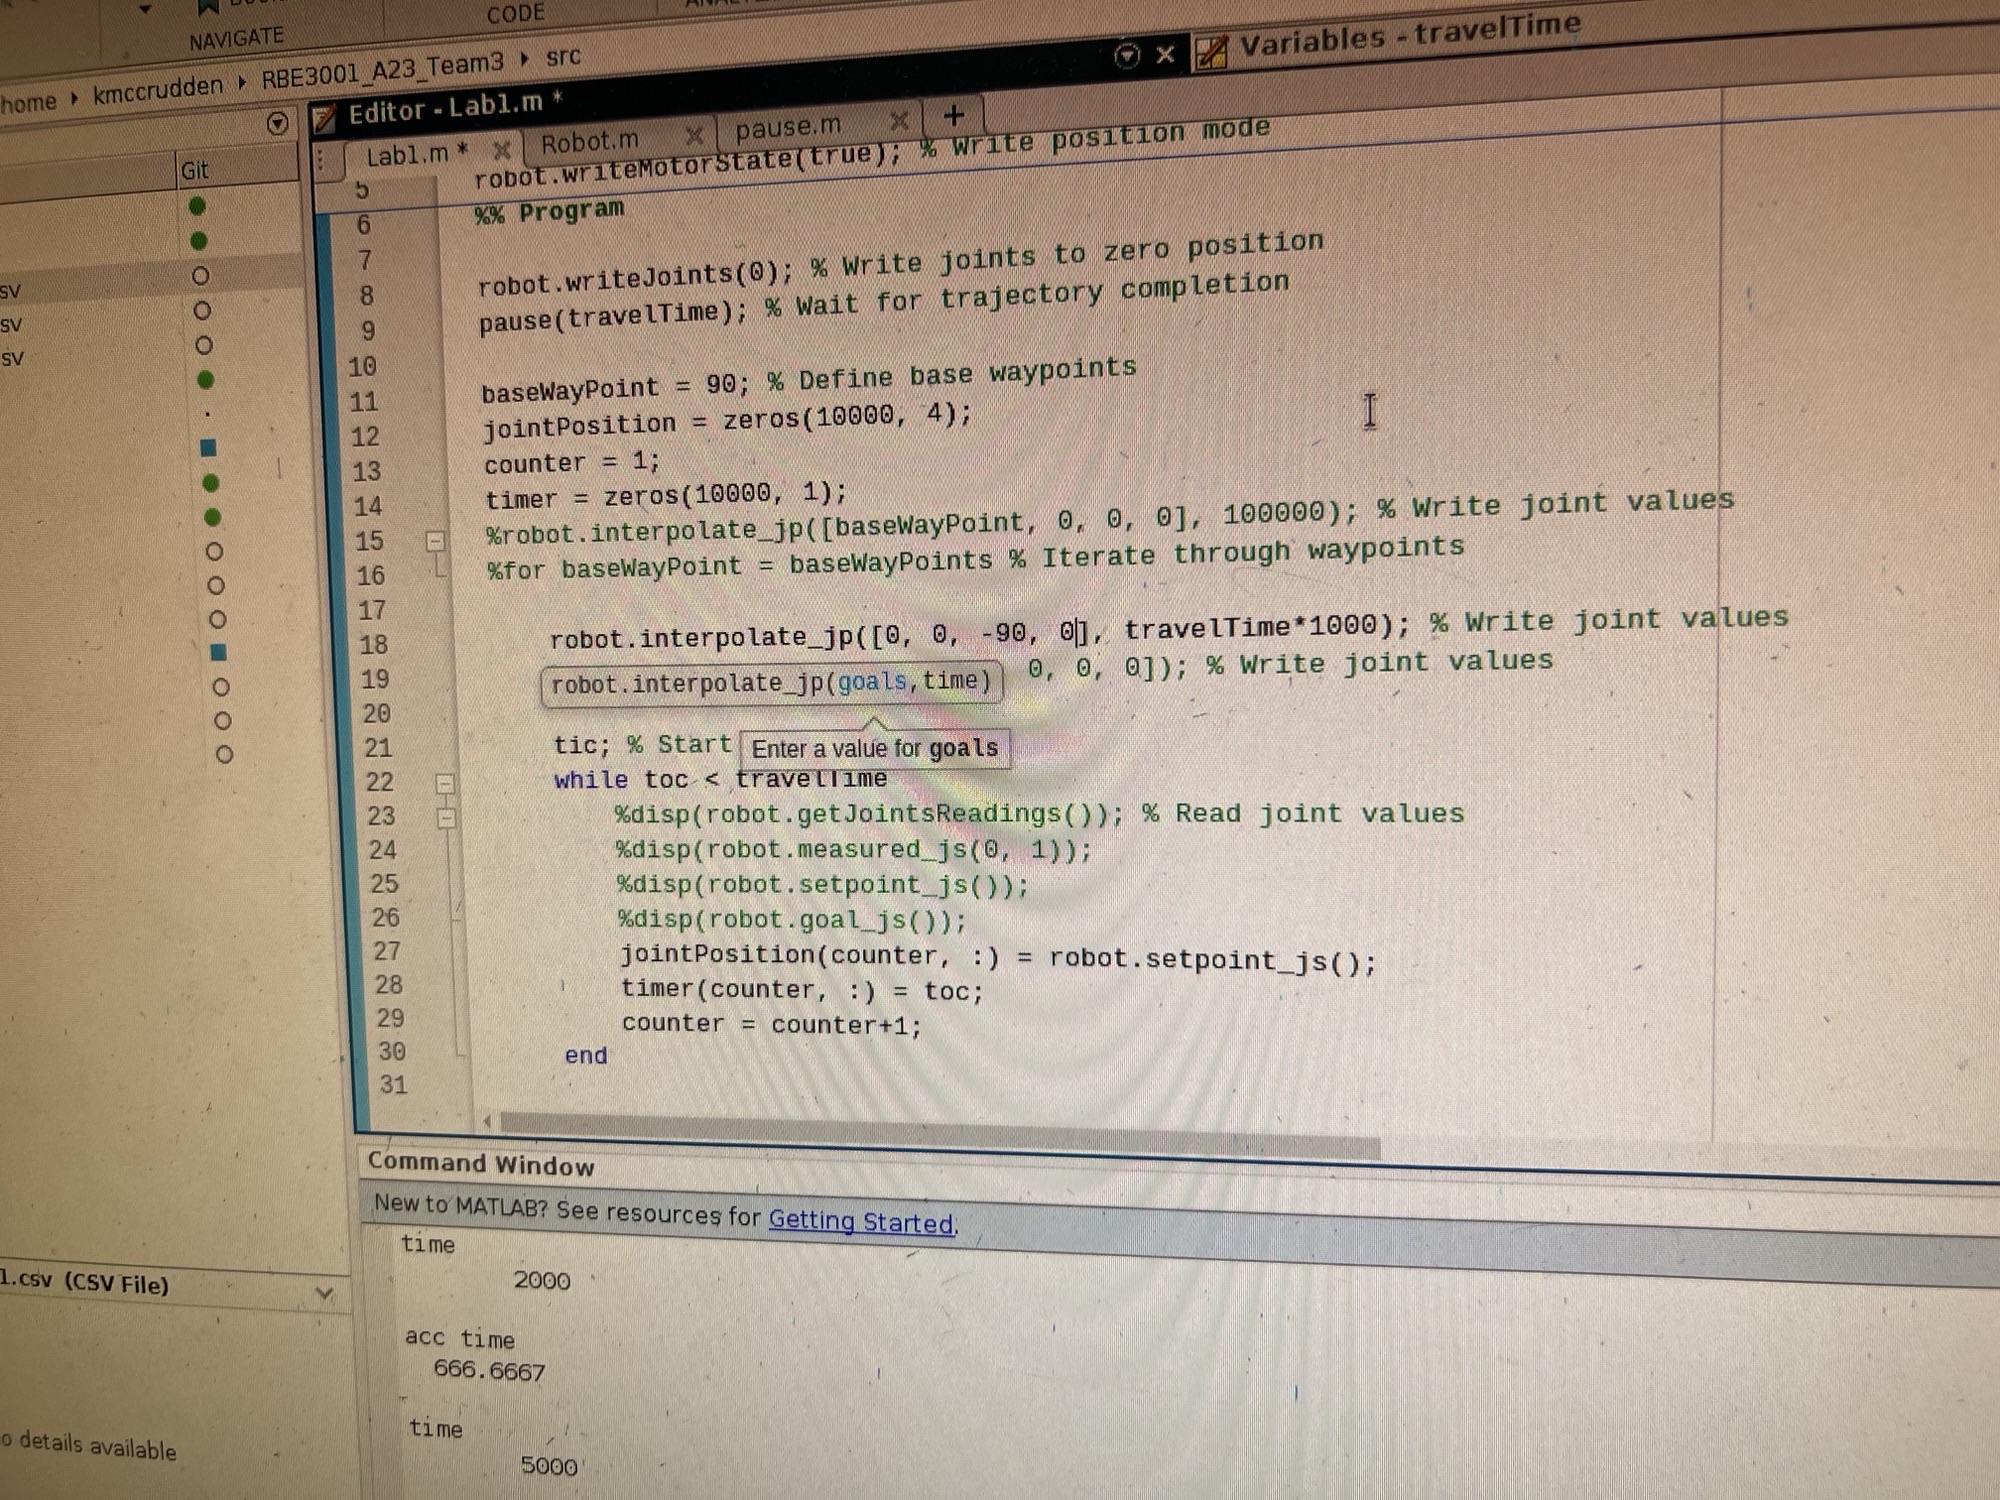 CODE
NAVIGATE
home ▸ kmccrudden ▸ RBE3001_A23_Team3 ▸ src
Variables - travelTime
Editor - Lab1.m *
Lab1.m * Robot.m pause.m +
Git
5 robot.writeMotorState(true); % Write position mode
6 %% Program
7
8 robot.writeJoints(0); % Write joints to zero position
9 pause(travelTime); % Wait for trajectory completion
10
11 baseWayPoint = 90; % Define base waypoints
12 jointPosition = zeros(10000, 4);
13 counter = 1;
14 timer = zeros(10000, 1);
15 %robot.interpolate_jp([baseWayPoint, 0, 0, 0], 100000); % Write joint values
16 %for baseWayPoint = baseWayPoints % Iterate through waypoints
17
18 robot.interpolate_jp([0, 0, -90, 0], travelTime*1000); % Write joint values
19 0, 0, 0]); % Write joint values
robot.interpolate_jp(goals,time)
20
21 tic; % Start
Enter a value for goals
22 while toc < travelTime
23 %disp(robot.getJointsReadings()); % Read joint values
24 %disp(robot.measured_js(0, 1));
25 %disp(robot.setpoint_js());
26 %disp(robot.goal_js());
27 jointPosition(counter, :) = robot.setpoint_js();
28 timer(counter, :) = toc;
29 counter = counter+1;
30 end
31
sv
sv
sv
Command Window
New to MATLAB? See resources for Getting Started.
time
2000
acc time
666.6667
time
5000
1.csv (CSV File)
o details available